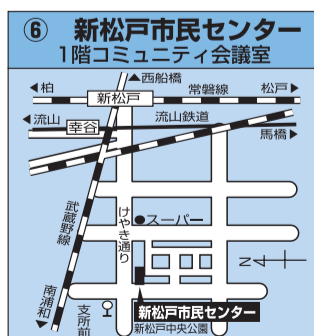 ⑥ 新松戸市民センター
1階コミュニティ会議室
▲西船橋
◀柏
新松戸
常磐線
松戸▶
◀流山
幸谷
流山鉄道
馬橋▶
武蔵野線
けやき通り
●スーパー
N
南浦和
支所前
新松戸市民センター
新松戸中央公園